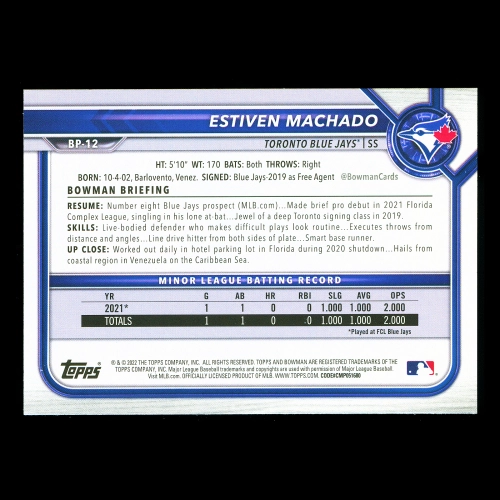 ESTIVEN MACHADO
BP-12
TORONTO BLUE JAYS® | SS
HT: 5'10" WT: 170 BATS: Both THROWS: Right
BORN: 10-4-02, Barlovento, Venez. SIGNED: Blue Jays-2019 as Free Agent @BowmanCards
BOWMAN BRIEFING
RESUME: Number eight Blue Jays prospect (MLB.com)...Made brief pro debut in 2021 Florida
Complex League, singling in his lone at-bat...Jewel of a deep Toronto signing class in 2019.
SKILLS: Live-bodied defender who makes difficult plays look routine...Executes throws from
distance and angles...Line drive hitter from both sides of plate...Smart base runner.
UP CLOSE: Worked out daily in hotel parking lot in Florida during 2020 shutdown...Hails from
coastal region in Venezuela on the Caribbean Sea.
MINOR LEAGUE BATTING RECORD
YR G AB HR RBI SLG AVG OPS
2021* 1 1 0 0 1.000 1.000 2.000
TOTALS 1 1 0 0 1.000 1.000 2.000
*Played at FCL Blue Jays
Topps
® & © 2022 THE TOPPS COMPANY, INC. ALL RIGHTS RESERVED. TOPPS AND BOWMAN ARE REGISTERED TRADEMARKS OF THE
TOPPS COMPANY, INC. Major League Baseball trademarks and copyrights are used with permission of Major League Baseball.
Visit MLB.com. OFFICIALLY LICENSED PRODUCT OF MLB. WWW.TOPPS.COM. CODE#CMP051680